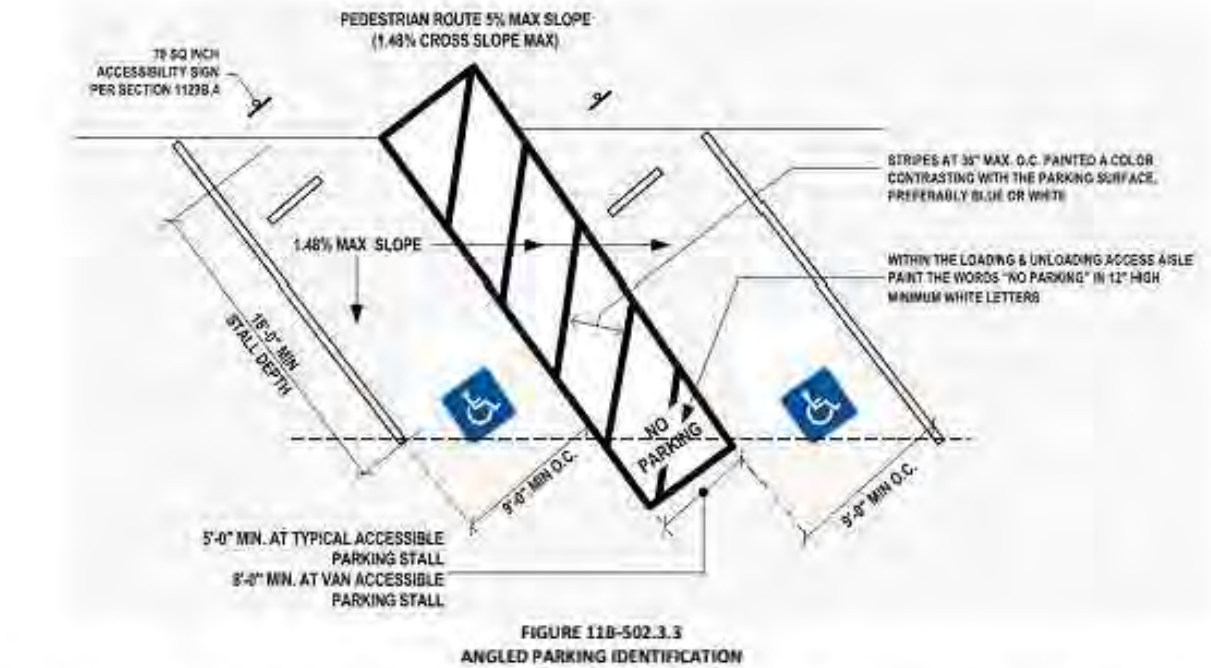 PEDESTRIAN ROUTE 5% MAX SLOPE
(1.48% CROSS SLOPE MAX)
70 SQ INCH
ACCESSIBILITY SIGN
PER SECTION 1129B.A
STRIPES AT 36" MAX. O.C. PAINTED A COLOR
CONTRASTING WITH THE PARKING SURFACE,
PREFERABLY BLUE OR WHITE
1.48% MAX SLOPE
WITHIN THE LOADING & UNLOADING ACCESS AISLE
PAINT THE WORDS "NO PARKING" IN 12" HIGH
MINIMUM WHITE LETTERS
18'-0" MIN
STALL DEPTH
NO
PARKING
9'-0" MIN O.C.
9'-0" MIN O.C.
5'-0" MIN. AT TYPICAL ACCESSIBLE
PARKING STALL
8'-0" MIN. AT VAN ACCESSIBLE
PARKING STALL
FIGURE 11B-502.3.3
ANGLED PARKING IDENTIFICATION